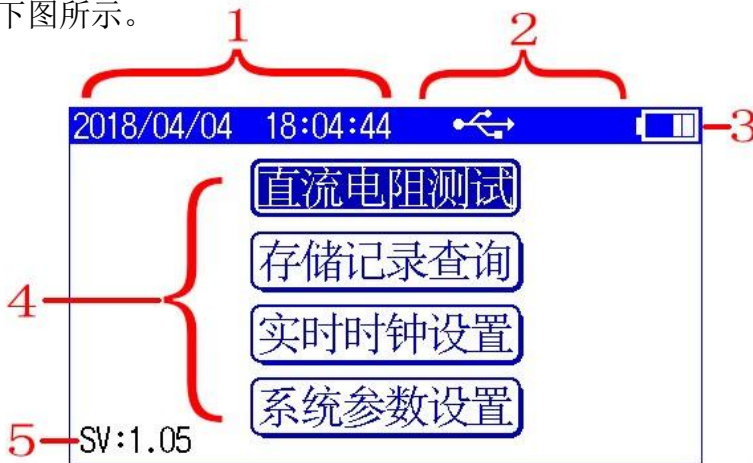 下图所示。
1 2
2018/04/04 18:04:44
3
直流电阻测试
存储记录查询
4
实时时钟设置
系统参数设置
5 SV:1.05